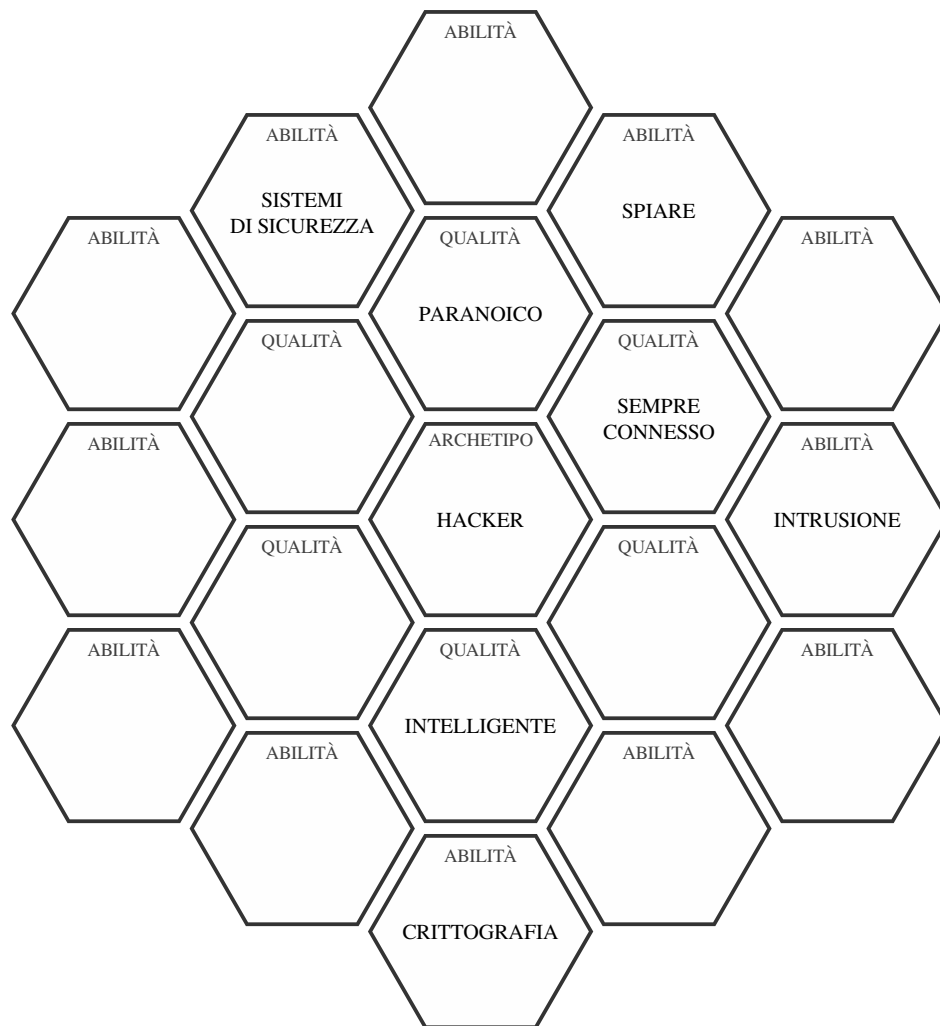 ABILITÀ
ABILITÀ
SISTEMI
DI SICUREZZA
ABILITÀ
SPIARE
ABILITÀ
QUALITÀ
PARANOICO
ABILITÀ
QUALITÀ
QUALITÀ
SEMPRE
CONNESSO
ABILITÀ
ARCHETIPO
HACKER
ABILITÀ
INTRUSIONE
QUALITÀ
QUALITÀ
ABILITÀ
QUALITÀ
INTELLIGENTE
ABILITÀ
ABILITÀ
ABILITÀ
ABILITÀ
CRITTOGRAFIA